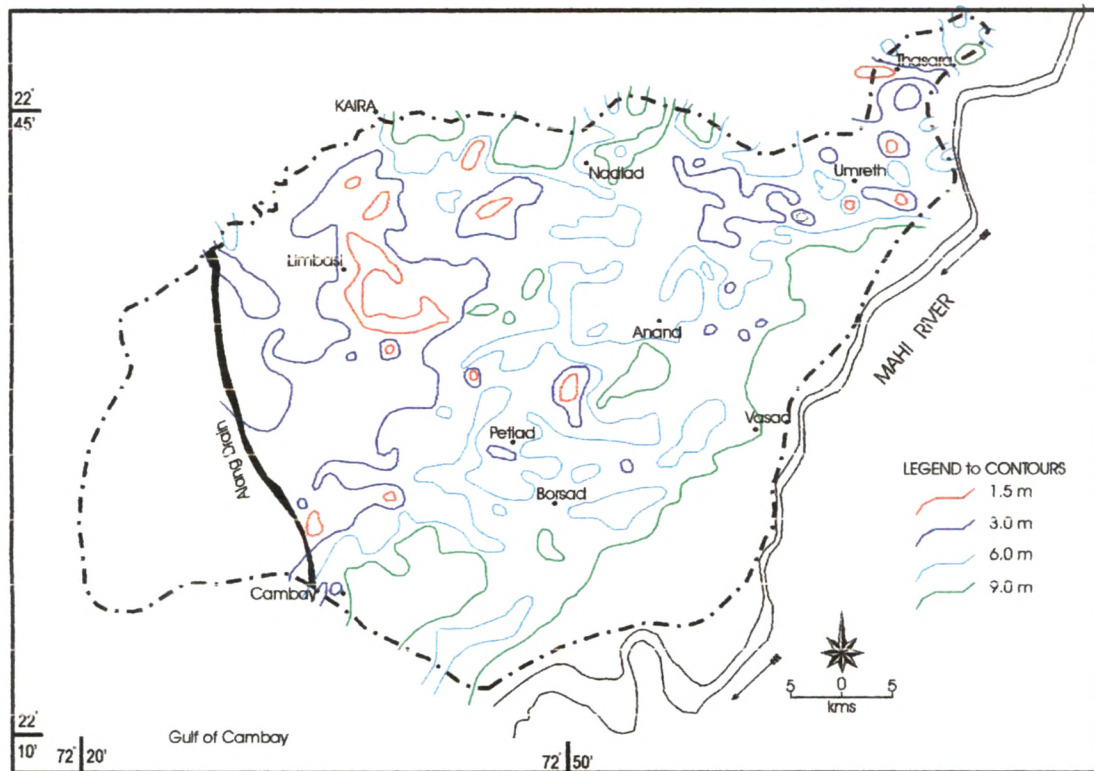 Thasara
22°
45'
KAIRA
Nadiad
Umreth
Limbasi
Anand
MAHI RIVER
Vasad
Petlad
Alang Drain
Borsad
LEGEND to CONTOURS
1.5 m
3.0 m
6.0 m
9.0 m
Cambay
5 0 5
kms
22°
10'
72° 20'
Gulf of Cambay
72° 50'